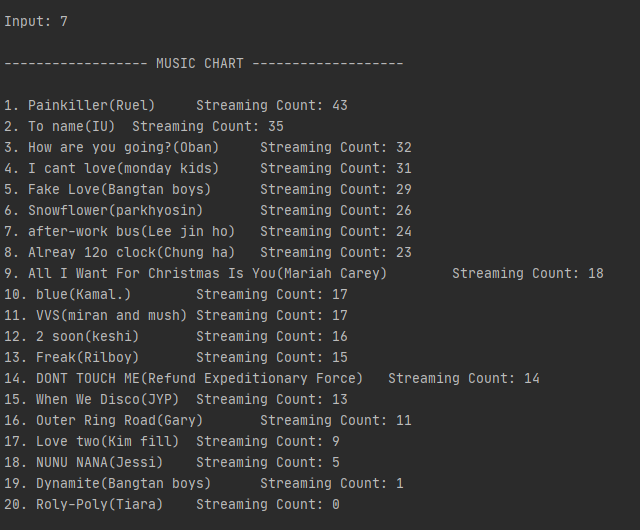 Input: 7
------------------ MUSIC CHART -------------------
1. Painkiller(Ruel)     Streaming Count: 43
2. To name(IU)  Streaming Count: 35
3. How are you going?(Oban)     Streaming Count: 32
4. I cant love(monday kids)     Streaming Count: 31
5. Fake Love(Bangtan boys)      Streaming Count: 29
6. Snowflower(parkhyosin)       Streaming Count: 26
7. after-work bus(Lee jin ho)   Streaming Count: 24
8. Alreay 12o clock(Chung ha)   Streaming Count: 23
9. All I Want For Christmas Is You(Mariah Carey)        Streaming Count: 18
10. blue(Kamal.)        Streaming Count: 17
11. VVS(miran and mush) Streaming Count: 17
12. 2 soon(keshi)       Streaming Count: 16
13. Freak(Rilboy)       Streaming Count: 15
14. DONT TOUCH ME(Refund Expeditionary Force)   Streaming Count: 14
15. When We Disco(JYP)  Streaming Count: 13
16. Outer Ring Road(Gary)       Streaming Count: 11
17. Love two(Kim fill)  Streaming Count: 9
18. NUNU NANA(Jessi)    Streaming Count: 5
19. Dynamite(Bangtan boys)      Streaming Count: 1
20. Roly-Poly(Tiara)    Streaming Count: 0